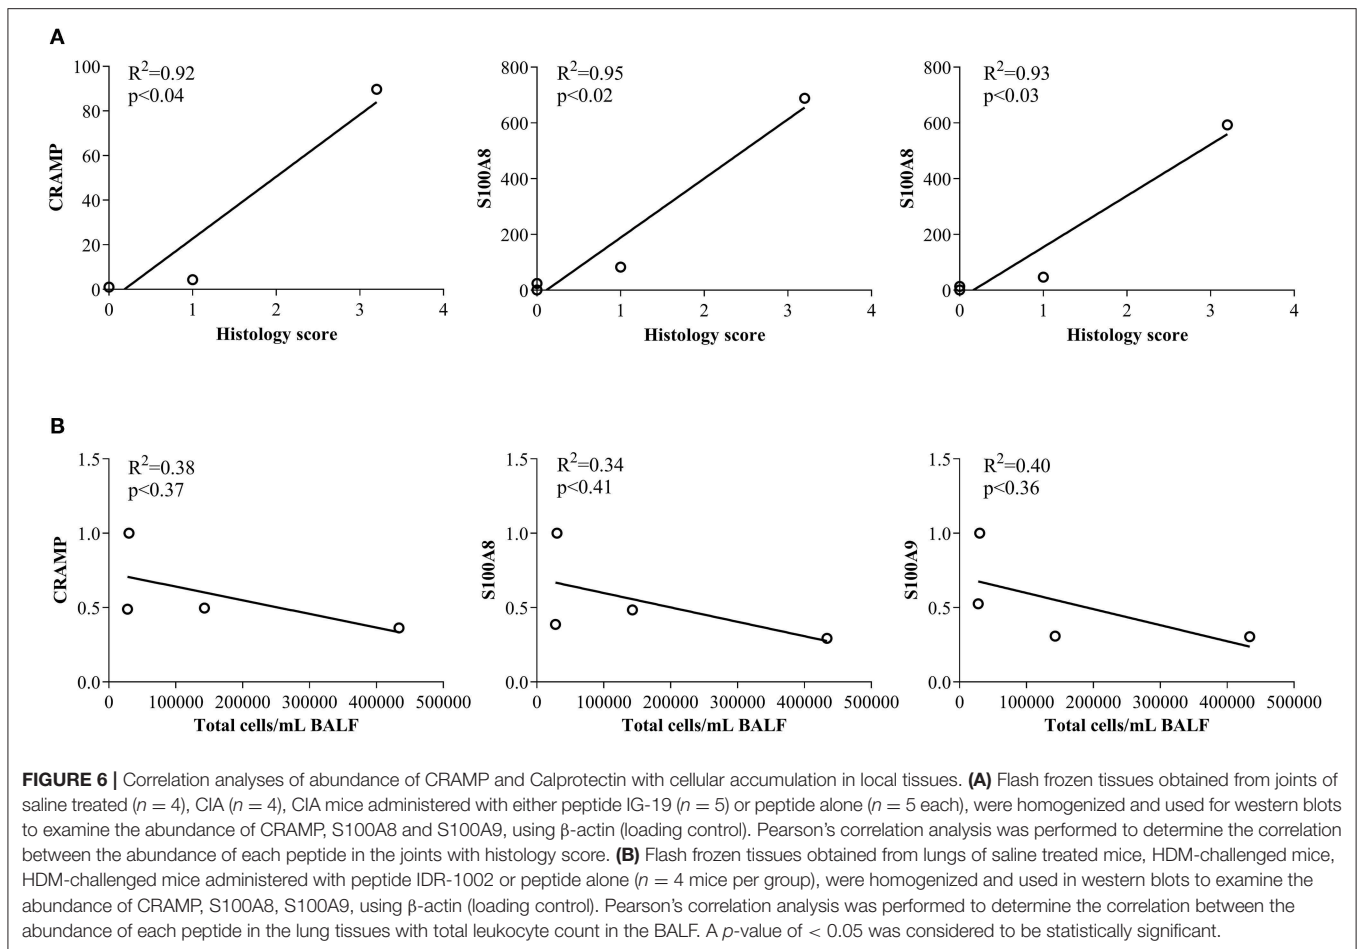 A
R²=0.92
p<0.04
100
80
60
40
20
0
CRAMP
0 1 2 3 4
Histology score
R²=0.95
p<0.02
800
600
400
200
0
S100A8
0 1 2 3 4
Histology score
R²=0.93
p<0.03
800
600
400
200
0
S100A8
0 1 2 3 4
Histology score
B
R²=0.38
p<0.37
1.5
1.0
0.5
0.0
CRAMP
0 100000 200000 300000 400000 500000
Total cells/mL BALF
R²=0.34
p<0.41
1.5
1.0
0.5
0.0
S100A8
0 100000 200000 300000 400000 500000
Total cells/mL BALF
R²=0.40
p<0.36
1.5
1.0
0.5
0.0
S100A9
0 100000 200000 300000 400000 500000
Total cells/mL BALF
FIGURE 6 | Correlation analyses of abundance of CRAMP and Calprotectin with cellular accumulation in local tissues. (A) Flash frozen tissues obtained from joints of
saline treated (n = 4), CIA (n = 4), CIA mice administered with either peptide IG-19 (n = 5) or peptide alone (n = 5 each), were homogenized and used for western blots
to examine the abundance of CRAMP, S100A8 and S100A9, using β-actin (loading control). Pearson's correlation analysis was performed to determine the correlation
between the abundance of each peptide in the joints with histology score. (B) Flash frozen tissues obtained from lungs of saline treated mice, HDM-challenged mice,
HDM-challenged mice administered with peptide IDR-1002 or peptide alone (n = 4 mice per group), were homogenized and used in western blots to examine the
abundance of CRAMP, S100A8, S100A9, using β-actin (loading control). Pearson's correlation analysis was performed to determine the correlation between the
abundance of each peptide in the lung tissues with total leukocyte count in the BALF. A p-value of < 0.05 was considered to be statistically significant.